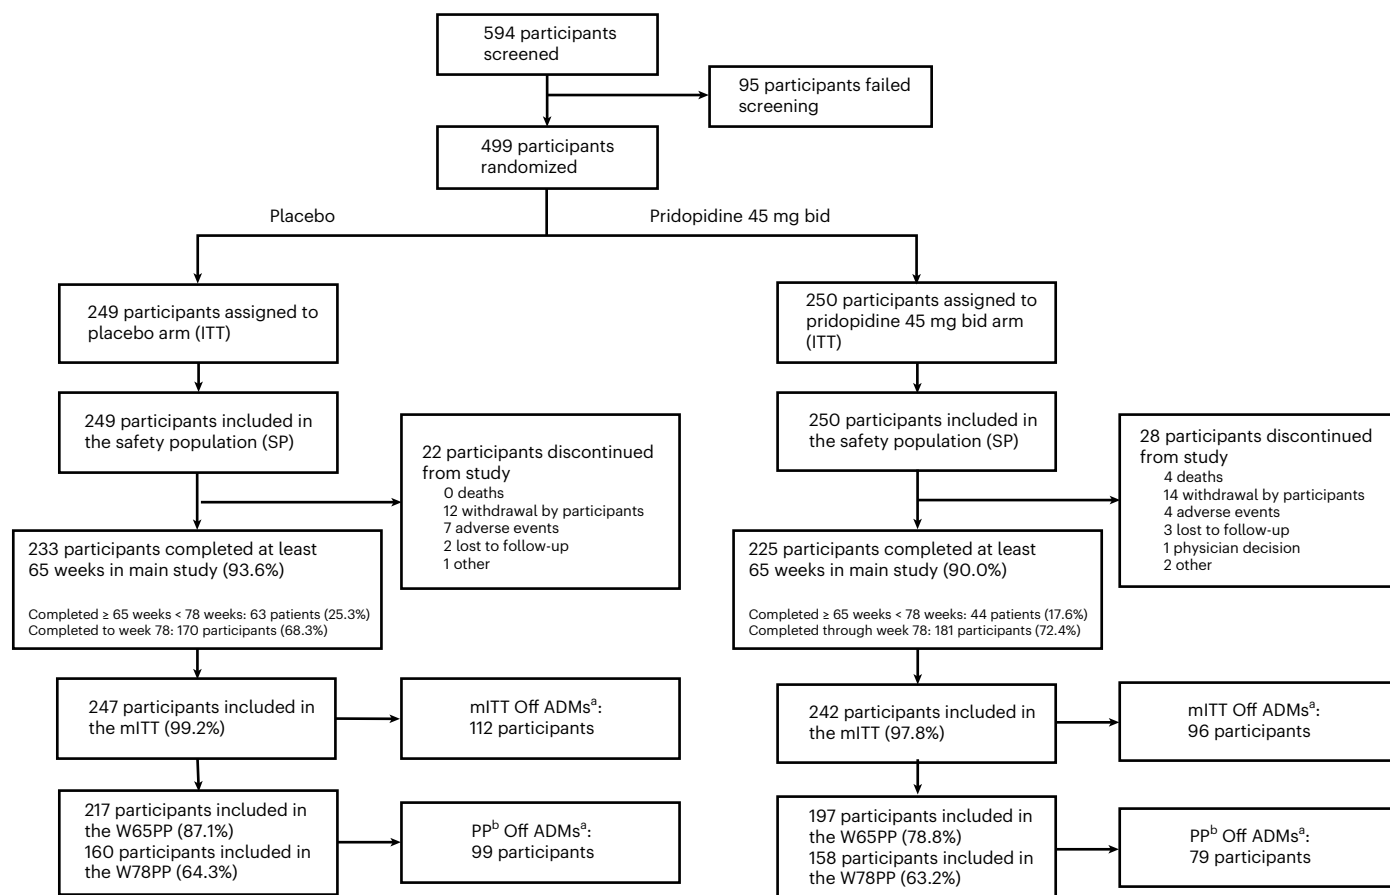 594 participants
screened
95 participants failed
screening
499 participants
randomized
Placebo
Pridopidine 45 mg bid
249 participants assigned to
placebo arm (ITT)
250 participants assigned to
pridopidine 45 mg bid arm
(ITT)
249 participants included in
the safety population (SP)
250 participants included in
the safety population (SP)
22 participants discontinued
from study
0 deaths
12 withdrawal by participants
7 adverse events
2 lost to follow-up
1 other
28 participants discontinued
from study
4 deaths
14 withdrawal by participants
4 adverse events
3 lost to follow-up
1 physician decision
2 other
233 participants completed at least
65 weeks in main study (93.6%)
Completed ≥ 65 weeks < 78 weeks: 63 patients (25.3%)
Completed to week 78: 170 participants (68.3%)
225 participants completed at least
65 weeks in main study (90.0%)
Completed ≥ 65 weeks < 78 weeks: 44 patients (17.6%)
Completed through week 78: 181 participants (72.4%)
247 participants included in
the mITT (99.2%)
mITT Off ADMsᵃ:
112 participants
242 participants included in
the mITT (97.8%)
mITT Off ADMsᵃ:
96 participants
217 participants included in
the W65PP (87.1%)
160 participants included in
the W78PP (64.3%)
PPᵇ Off ADMsᵃ:
99 participants
197 participants included in
the W65PP (78.8%)
158 participants included in
the W78PP (63.2%)
PPᵇ Off ADMsᵃ:
79 participants